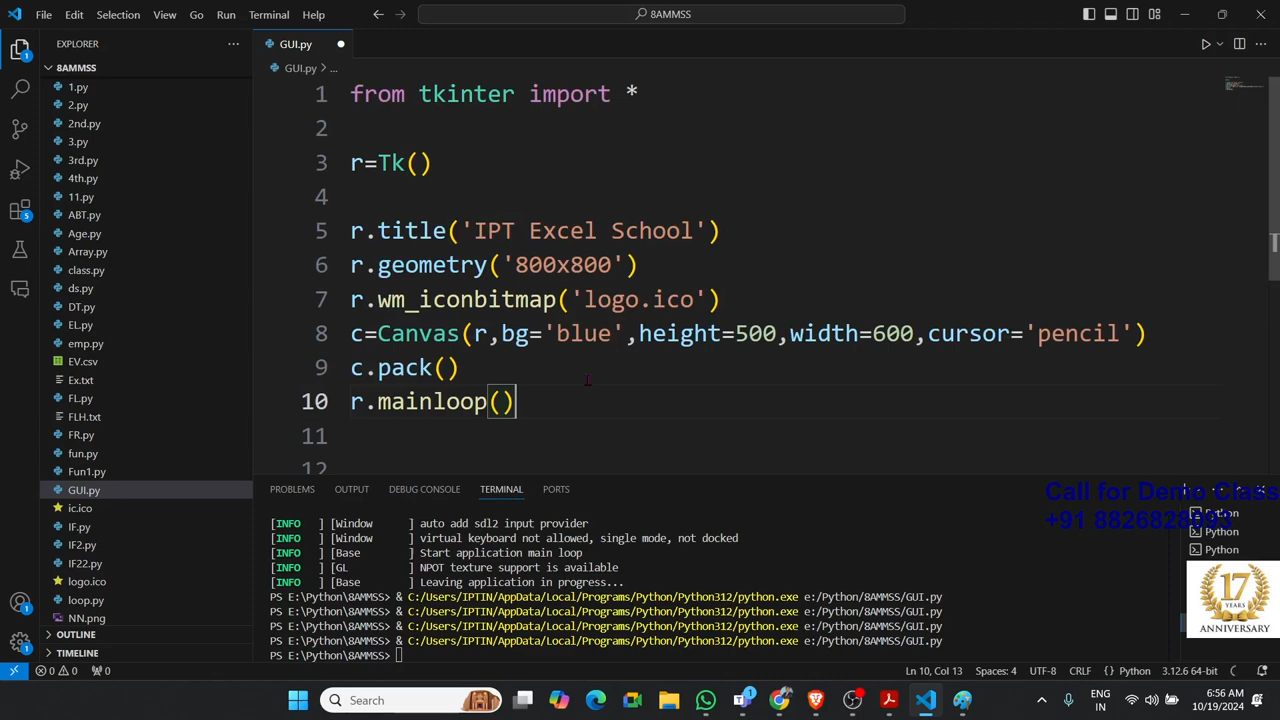 File Edit Selection View Go Run Terminal Help
8AMMSS
EXPLORER
GUI.py
8AMMSS
GUI.py > ...
1.py
2.py
2nd.py
3.py
3rd.py
4th.py
11.py
ABT.py
Age.py
Array.py
class.py
ds.py
DT.py
EL.py
emp.py
EV.csv
Ex.txt
FL.py
FLH.txt
FR.py
fun.py
Fun1.py
GUI.py
ic.ico
IF.py
IF2.py
IF22.py
logo.ico
loop.py
NN.png
OUTLINE
TIMELINE
1 from tkinter import *
2
3 r=Tk()
4
5 r.title('IPT Excel School')
6 r.geometry('800x800')
7 r.wm_iconbitmap('logo.ico')
8 c=Canvas(r,bg='blue',height=500,width=600,cursor='pencil')
9 c.pack()
10 r.mainloop()
11
12
PROBLEMS OUTPUT DEBUG CONSOLE TERMINAL PORTS
[INFO ] [Window ] auto add sdl2 input provider
[INFO ] [Window ] virtual keyboard not allowed, single mode, not docked
[INFO ] [Base ] Start application main loop
[INFO ] [GL ] NPOT texture support is available
[INFO ] [Base ] Leaving application in progress...
PS E:\Python\8AMMSS> & C:/Users/IPTIN/AppData/Local/Programs/Python/Python312/python.exe e:/Python/8AMMSS/GUI.py
PS E:\Python\8AMMSS> & C:/Users/IPTIN/AppData/Local/Programs/Python/Python312/python.exe e:/Python/8AMMSS/GUI.py
PS E:\Python\8AMMSS> & C:/Users/IPTIN/AppData/Local/Programs/Python/Python312/python.exe e:/Python/8AMMSS/GUI.py
PS E:\Python\8AMMSS> & C:/Users/IPTIN/AppData/Local/Programs/Python/Python312/python.exe e:/Python/8AMMSS/GUI.py
PS E:\Python\8AMMSS>
Call for Demo Class
+91 8826828093
Python
Python
Python
17
YEARS
ANNIVERSARY
0 0 0
Ln 10, Col 13 Spaces: 4 UTF-8 CRLF {} Python 3.12.6 64-bit
Search
ENG
IN
6:56 AM
10/19/2024